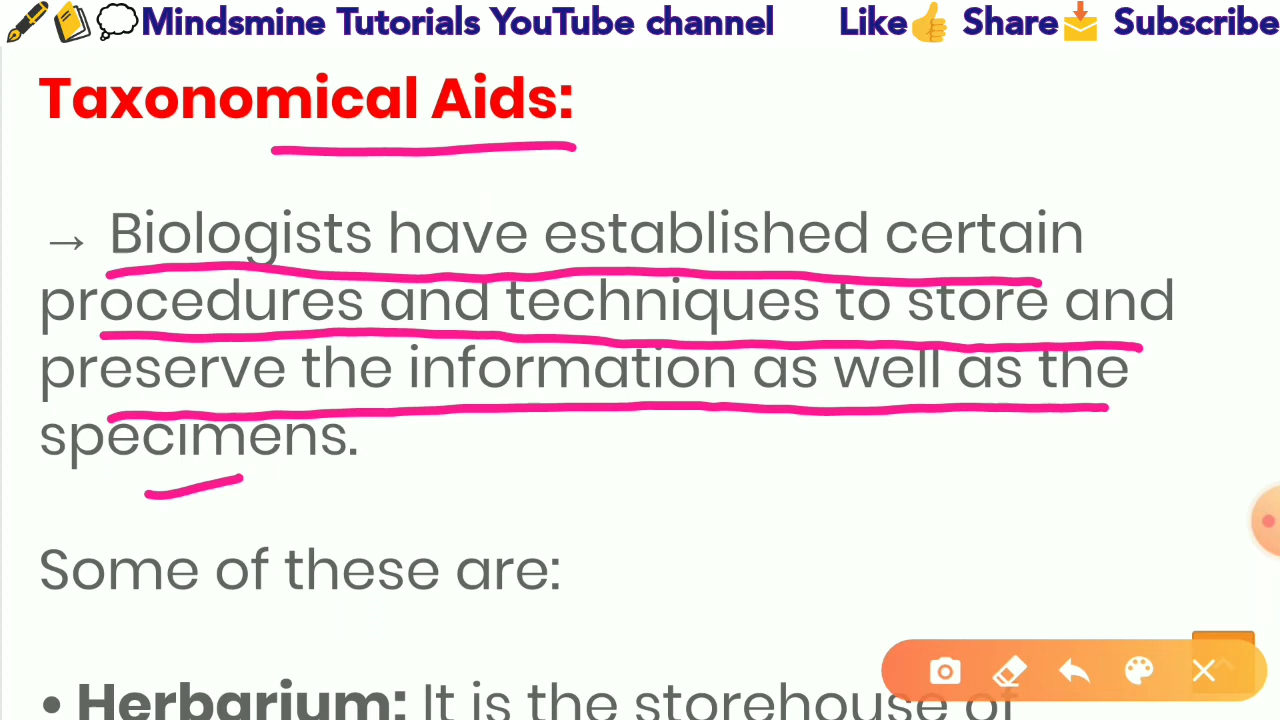 Mindsmine Tutorials YouTube channel Like Share Subscribe
Taxonomical Aids:
→ Biologists have established certain
procedures and techniques to store and
preserve the information as well as the
specimens.
Some of these are:
• Herbarium: It is the storehouse of